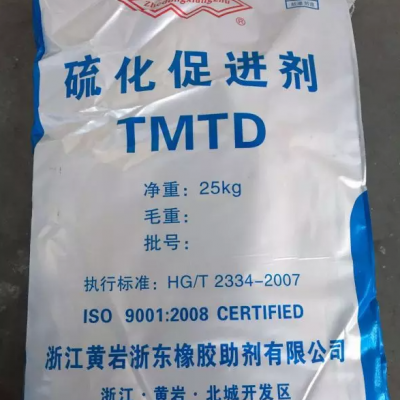 ®
硫化促进剂
TMTD
净重：25kg
毛重：
批号：
执行标准：HG/T 2334-2007
ISO 9001:2008 CERTIFIED
浙江黄岩浙东橡胶助剂有限公司
浙江·黄岩·北城开发区